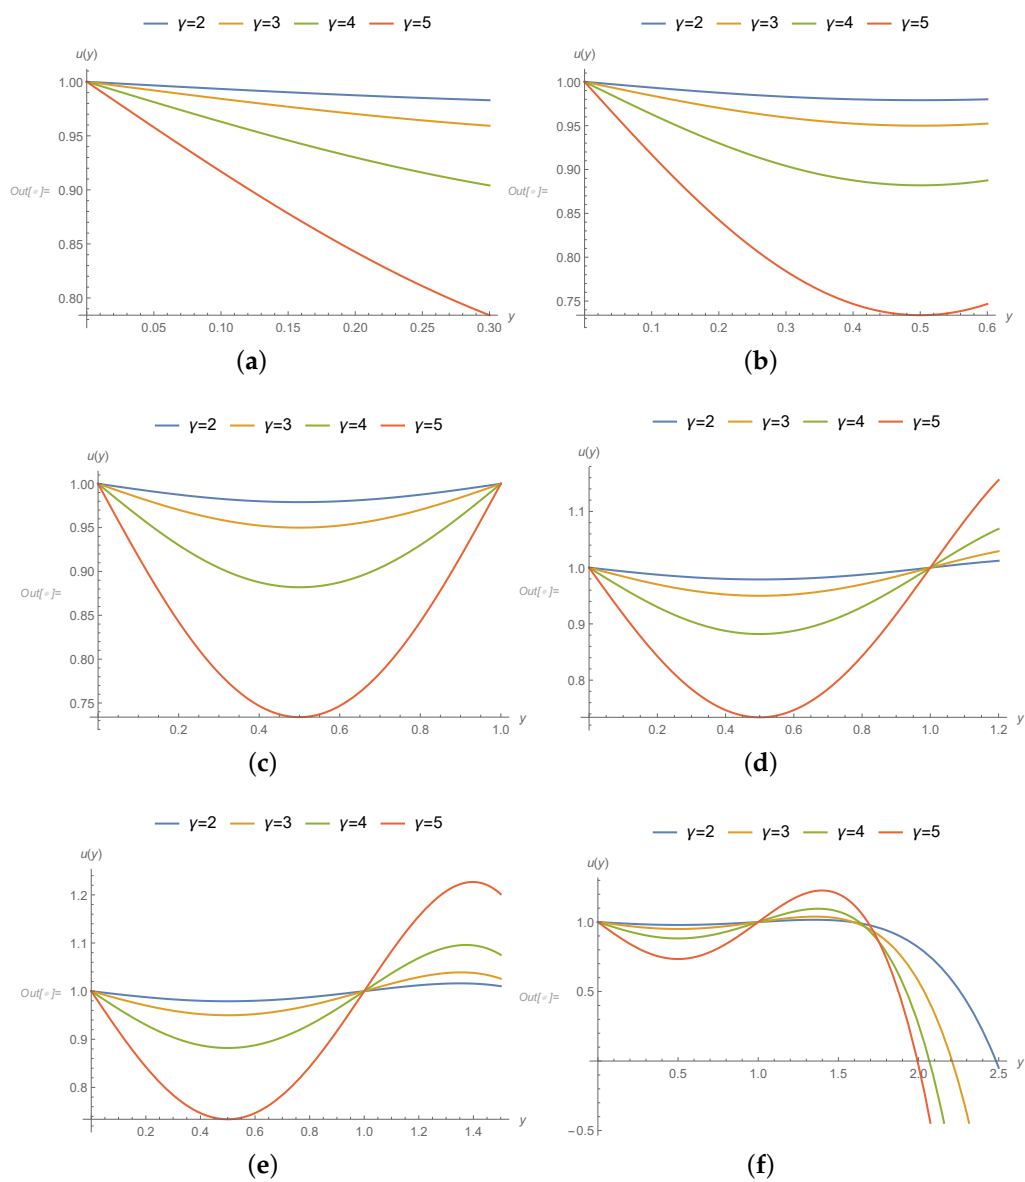 γ=2 γ=3 γ=4 γ=5
u(y)
1.00
0.95
Out[∘]= 0.90
0.85
0.80
0.05 0.10 0.15 0.20 0.25 0.30 y
(a)
γ=2 γ=3 γ=4 γ=5
u(y)
1.00
0.95
Out[∘]= 0.90
0.85
0.80
0.75
0.1 0.2 0.3 0.4 0.5 0.6 y
(b)
γ=2 γ=3 γ=4 γ=5
u(y)
1.00
0.95
0.90
Out[∘]=
0.85
0.80
0.75
0.2 0.4 0.6 0.8 1.0 y
(c)
γ=2 γ=3 γ=4 γ=5
u(y)
1.1
1.0
Out[∘]=
0.9
0.8
0.2 0.4 0.6 0.8 1.0 1.2 y
(d)
γ=2 γ=3 γ=4 γ=5
u(y)
1.2
1.1
Out[∘]= 1.0
0.9
0.8
0.2 0.4 0.6 0.8 1.0 1.2 1.4 y
(e)
γ=2 γ=3 γ=4 γ=5
u(y)
1.0
0.5
Out[∘]=
0.5 1.0 1.5 2.0 2.5 y
−0.5
(f)